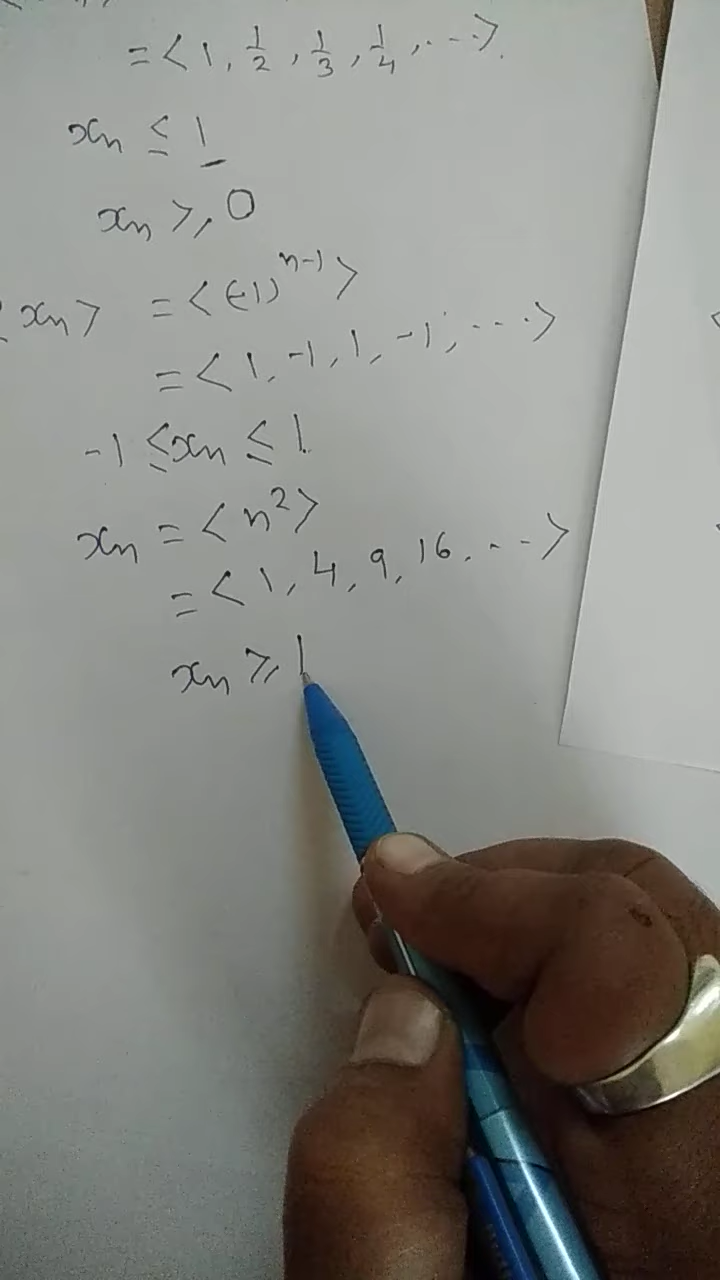 = < 1, 1/2, 1/3, 1/4, ... >.
xn ≤ 1
xn ≥ 0
< xn > = < (-1)^{n-1} >
= < 1, -1, 1, -1, ... >
-1 ≤ xn ≤ 1.
xn = < n² >
= < 1, 4, 9, 16, ... >
xn ≥ 1